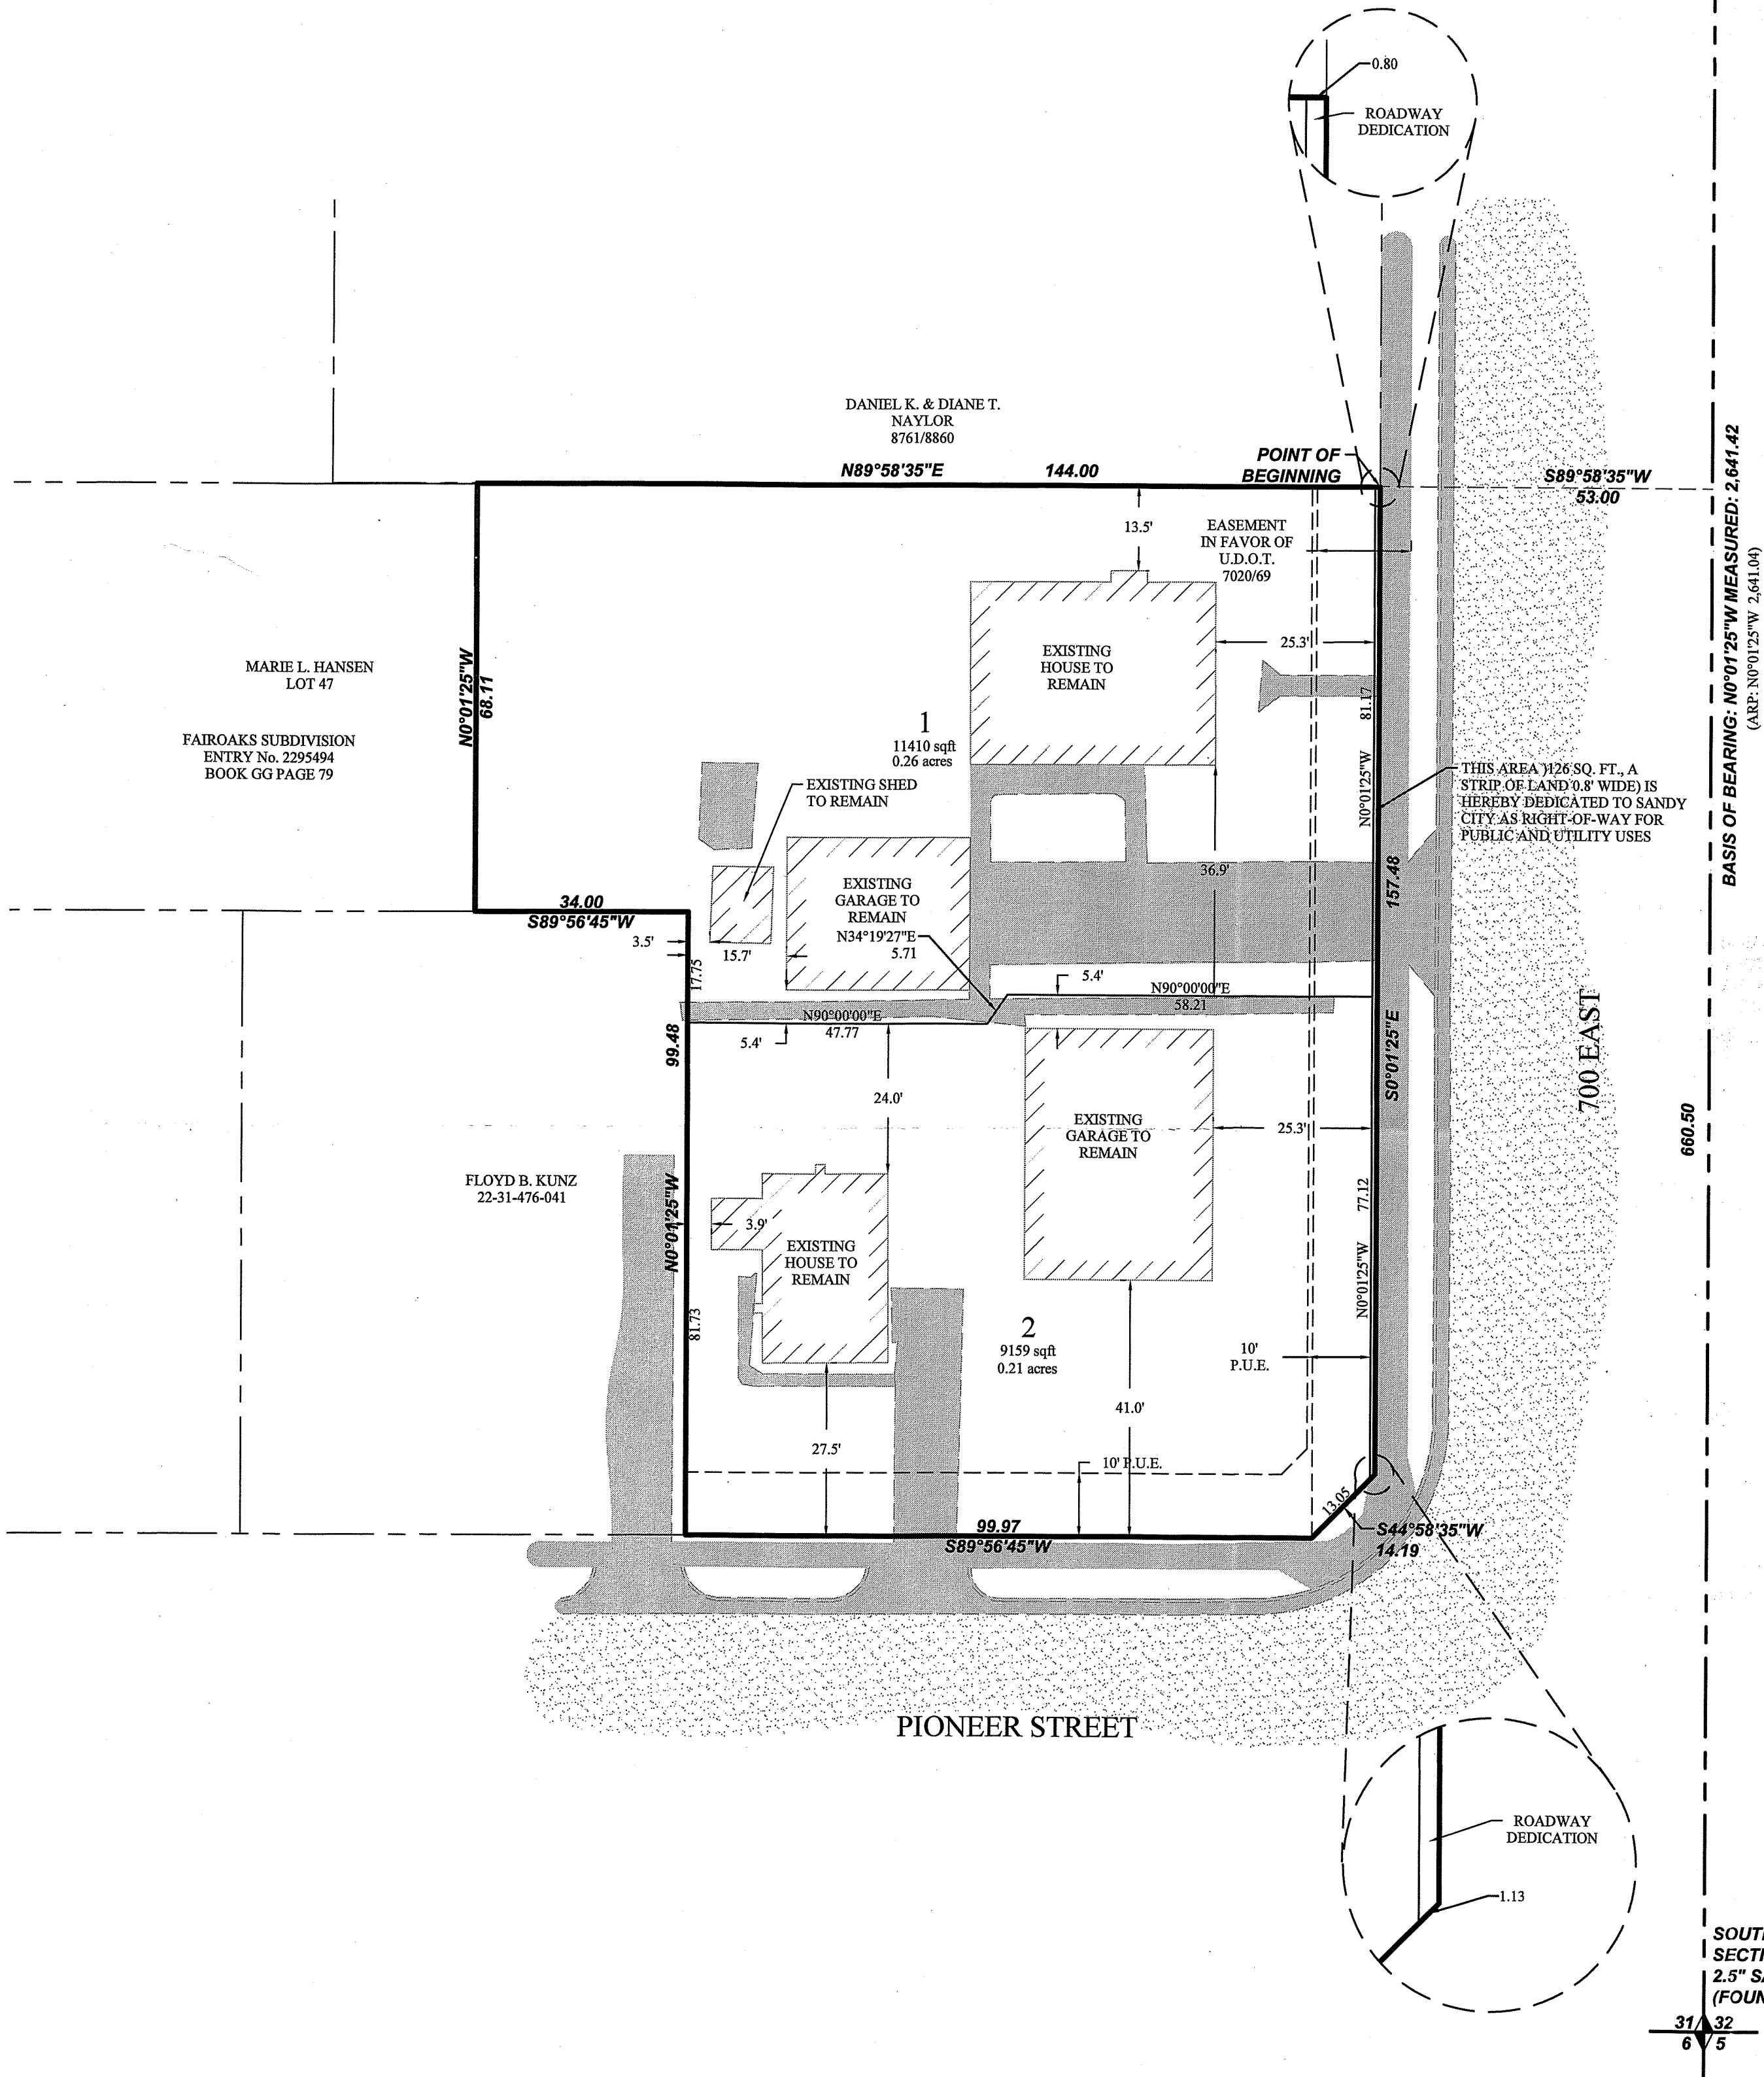 0.80
ROADWAY
DEDICATION
DANIEL K. & DIANE T.
NAYLOR
8761/8860
POINT OF
BEGINNING
N89°58'35"E 144.00
S89°58'35"W
53.00
BASIS OF BEARING: N0°01'25"W MEASURED: 2,641.42
(ARP: N0°01'25"W 2,641.04)
13.5'
EASEMENT
IN FAVOR OF
U.D.O.T.
7020/69
25.3'
EXISTING
HOUSE TO
REMAIN
MARIE L. HANSEN
LOT 47
N0°01'25"W
68.11
FAIROAKS SUBDIVISION
ENTRY No. 2295494
BOOK GG PAGE 79
1
11410 sqft
0.26 acres
81.17
N0°01'25"W
EXISTING SHED
TO REMAIN
THIS AREA )126 SQ. FT., A
STRIP OF LAND 0.8' WIDE) IS
HEREBY DEDICATED TO SANDY
CITY AS RIGHT-OF-WAY FOR
PUBLIC AND UTILITY USES
36.9'
157.48
EXISTING
GARAGE TO
REMAIN
34.00
S89°56'45"W
N34°19'27"E
5.71
3.5'
15.7'
17.75
5.4'
N90°00'00"E
58.21
N90°00'00"E
47.77
5.4'
99.48
S0°01'25"E
700 EAST
660.50
24.0'
EXISTING
GARAGE TO
REMAIN
25.3'
FLOYD B. KUNZ
22-31-476-041
N0°01'25"W
77.12
3.9'
EXISTING
HOUSE TO
REMAIN
N0°01'25"W
81.73
2
9159 sqft
0.21 acres
10'
P.U.E.
41.0'
27.5'
10' P.U.E.
13.05
99.97
S89°56'45"W
S44°58'35"W
14.19
PIONEER STREET
ROADWAY
DEDICATION
1.13
SOUT
SECTI
2.5" S
(FOUN
31 32
6 5